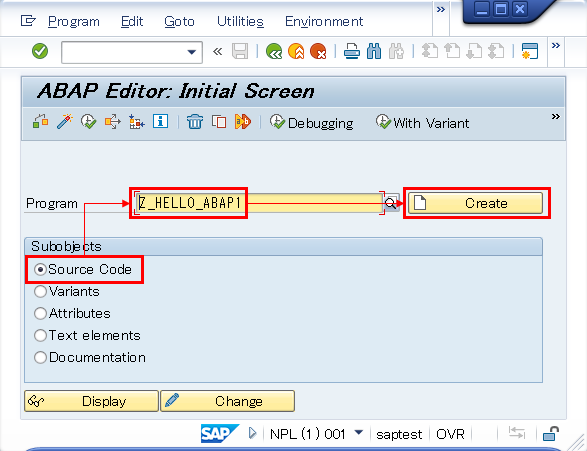 Program Edit Goto Utilities Environment »
« »
ABAP Editor: Initial Screen
Debugging With Variant »
Program Z_HELLO_ABAP1 Create
Subobjects
Source Code
Variants
Attributes
Text elements
Documentation
Display Change
SAP NPL (1) 001 saptest OVR